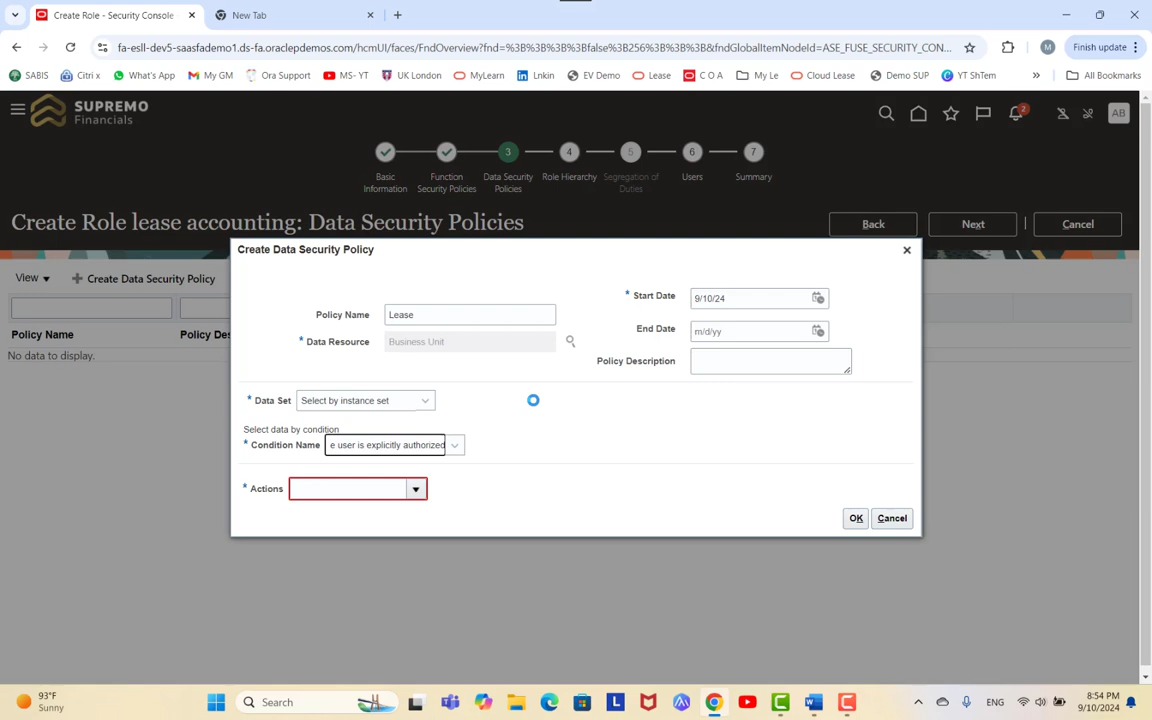 Create Role - Security Console
New Tab
fa-esll-dev5-saasfademo1.ds-fa.oraclepdemos.com/hcmUI/faces/FndOverview?fnd=%3B%3B%3B%3Bfalse%3B256%3B%3B%3B&fndGlobalItemNodeId=ASE_FUSE_SECURITY_CON...
M
Finish update
SABIS
Citri x
What's App
My GM
Ora Support
MS- YT
UK London
MyLearn
Lnkin
EV Demo
Lease
C O A
My Le
Cloud Lease
Demo SUP
YT ShTem
»
All Bookmarks
SUPREMO
Financials
2
AB
3
4
5
6
7
Basic
Information
Function
Security Policies
Data Security
Policies
Role Hierarchy
Segregation of
Duties
Users
Summary
Create Role lease accounting: Data Security Policies
Back
Next
Cancel
Create Data Security Policy
View
Create Data Security Policy
* Start Date
9/10/24
Policy Name
Lease
End Date
m/d/yy
* Data Resource
Business Unit
Policy Name
Policy Des
Policy Description
No data to display.
* Data Set
Select by instance set
Select data by condition
* Condition Name
e user is explicitly authorized
* Actions
OK
Cancel
93°F
Sunny
Search
ENG
8:54 PM
9/10/2024